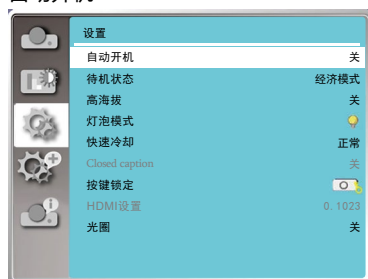 设置
自动开机 关
待机状态 经济模式
高海拔 关
灯泡模式
快速冷却 正常
Closed caption 关
按键锁定
HDMI设置 0.1023
光圈 关